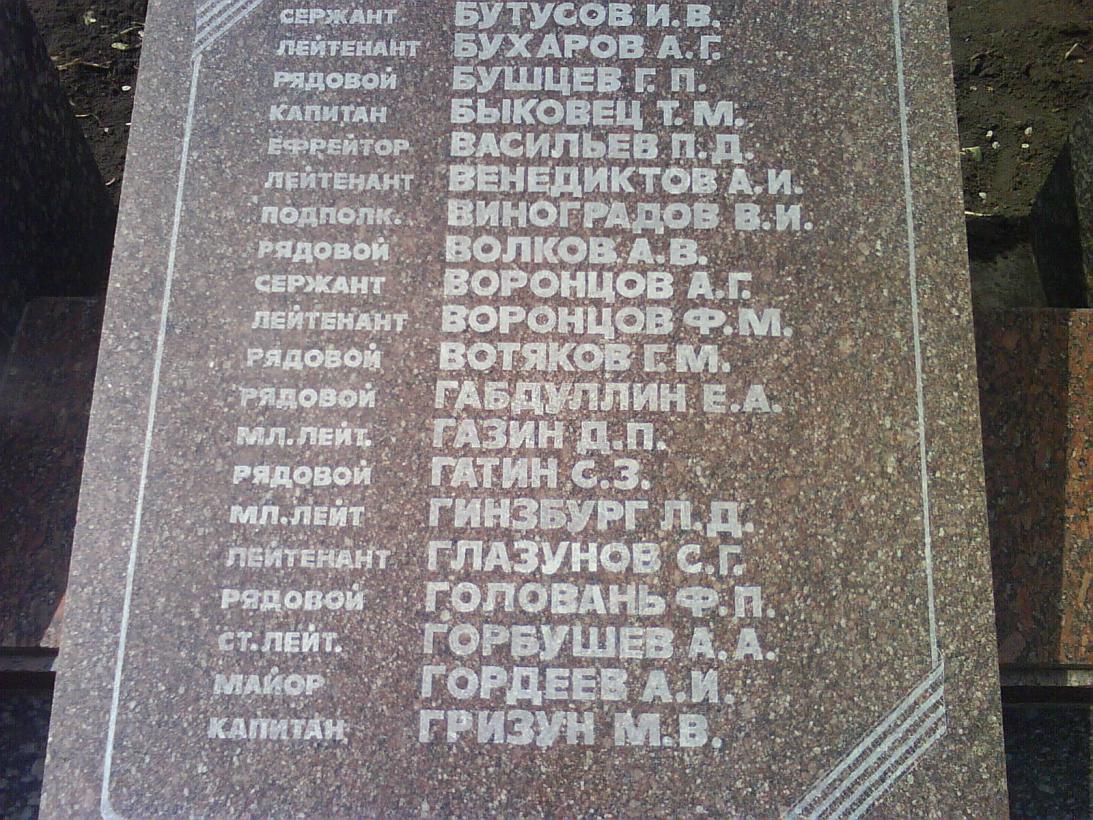 СЕРЖАНТ БУТУСОВ И.В.
ЛЕЙТЕНАНТ БУХАРОВ А.Г.
РЯДОВОЙ БУШЦЕВ Г.П.
КАПИТАН БЫКОВЕЦ Т.М.
ЕФРЕЙТОР ВАСИЛЬЕВ П.Д.
ЛЕЙТЕНАНТ ВЕНЕДИКТОВ А.И.
ПОДПОЛК. ВИНОГРАДОВ В.И.
РЯДОВОЙ ВОЛКОВ А.В.
СЕРЖАНТ ВОРОНЦОВ А.Г.
ЛЕЙТЕНАНТ ВОРОНЦОВ Ф.М.
РЯДОВОЙ ВОТЯКОВ Г.М.
РЯДОВОЙ ГАБДУЛЛИН Е.А.
МЛ.ЛЕЙТ. ГАЗИН Д.П.
РЯДОВОЙ ГАТИН С.З.
МЛ.ЛЕЙТ ГИНЗБУРГ Л.Д.
ЛЕЙТЕНАНТ ГЛАЗУНОВ С.Г.
РЯДОВОЙ ГОЛОВАНЬ Ф.П.
СТ.ЛЕЙТ. ГОРБУШЕВ А.А.
МАЙОР ГОРДЕЕВ А.И.
КАПИТАН ГРИЗУН М.В.